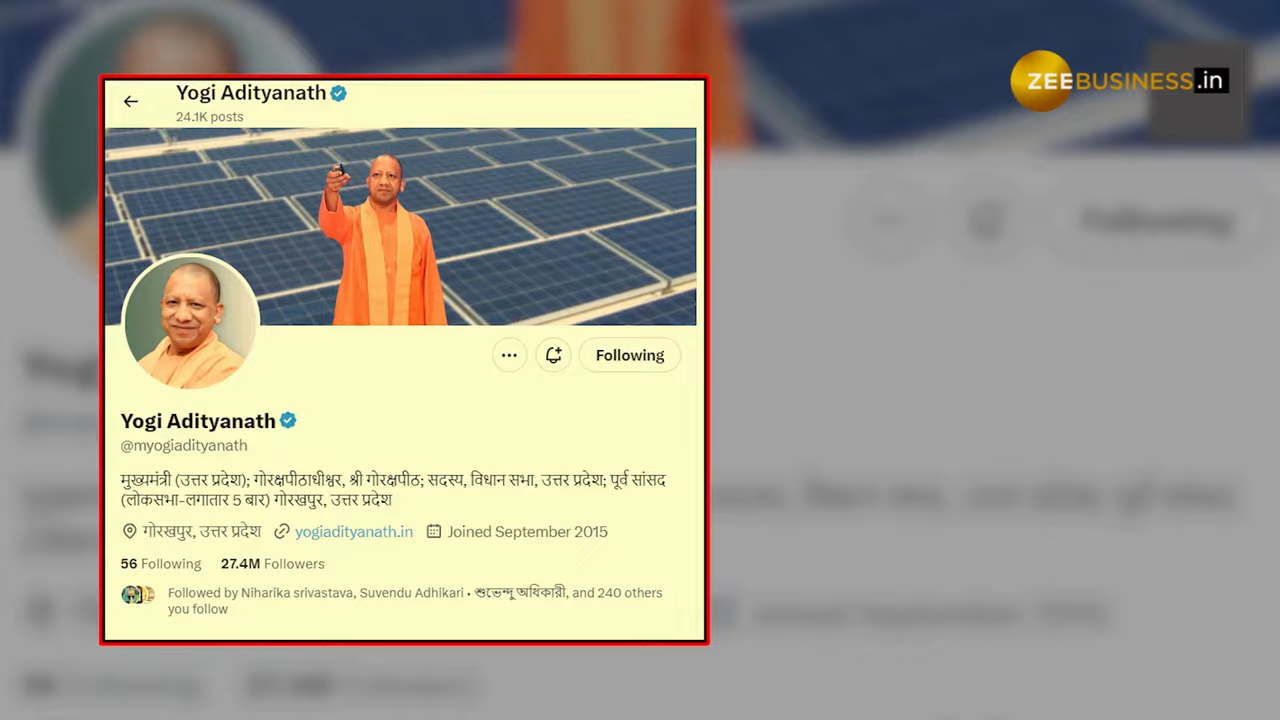 ZEEBUSINESS.in
Yogi Adityanath
24.1K posts
Following
Yogi Adityanath
@myogiadityanath
मुख्यमंत्री (उत्तर प्रदेश); गोरक्षपीठाधीश्वर, श्री गोरक्षपीठ; सदस्य, विधान सभा, उत्तर प्रदेश; पूर्व सांसद
(लोकसभा-लगातार 5 बार) गोरखपुर, उत्तर प्रदेश
गोरखपुर, उत्तर प्रदेश yogiadityanath.in Joined September 2015
56 Following 27.4M Followers
Followed by Niharika srivastava, Suvendu Adhikari • শুভেন্দু অধিকারী, and 240 others
you follow